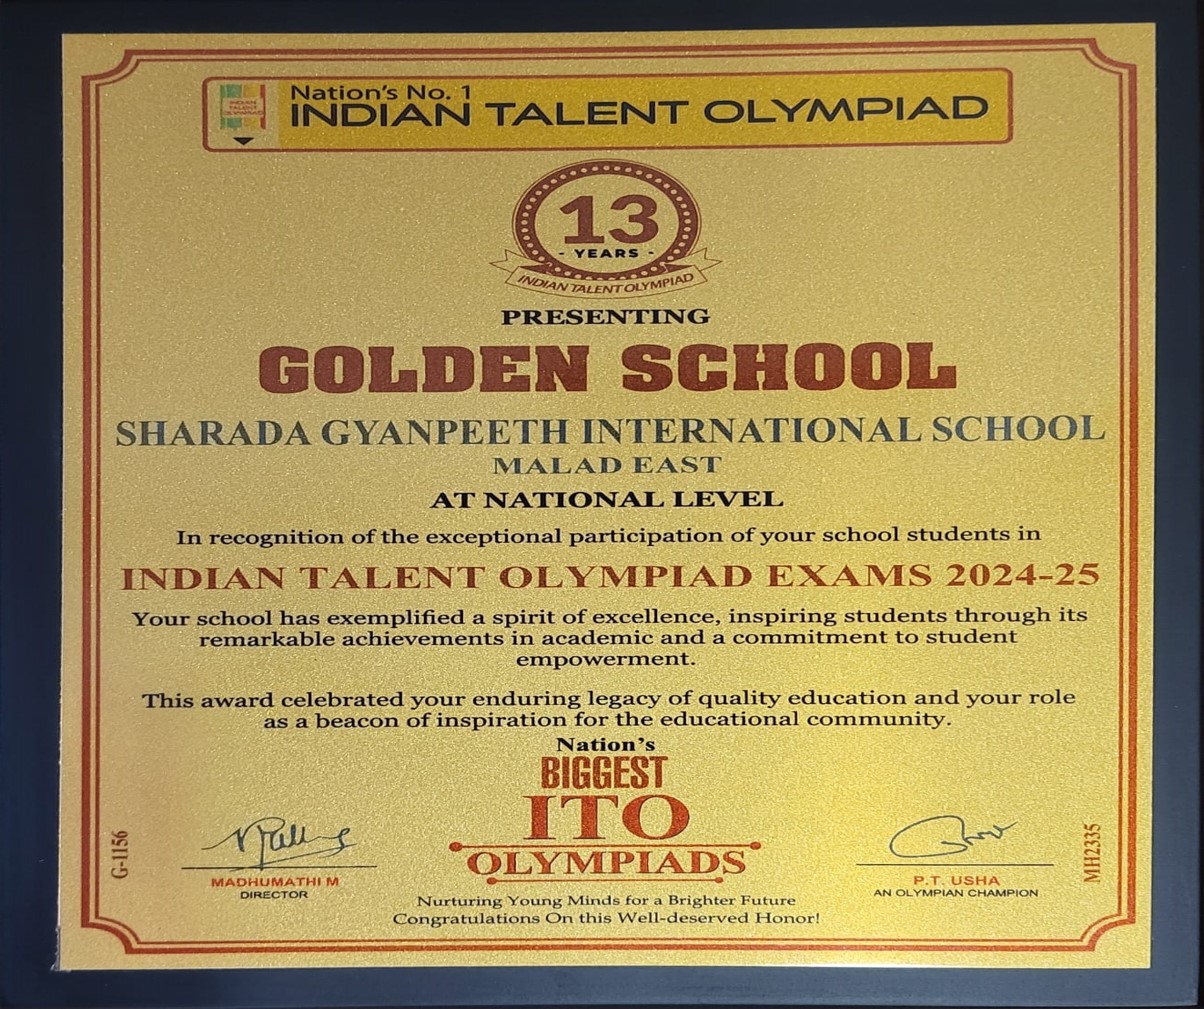 Nation's No. 1
INDIAN TALENT OLYMPIAD
INDIAN
TALENT
OLYMPIAD
13
- YEARS -
INDIAN TALENT OLYMPIAD
PRESENTING
GOLDEN SCHOOL
SHARADA GYANPEETH INTERNATIONAL SCHOOL
MALAD EAST
AT NATIONAL LEVEL
In recognition of the exceptional participation of your school students in
INDIAN TALENT OLYMPIAD EXAMS 2024-25
Your school has exemplified a spirit of excellence, inspiring students through its
remarkable achievements in academic and a commitment to student
empowerment.
This award celebrated your enduring legacy of quality education and your role
as a beacon of inspiration for the educational community.
Nation's
BIGGEST
ITO
OLYMPIADS
G-1156
MADHUMATHI M
DIRECTOR
P.T. USHA
AN OLYMPIAN CHAMPION
MH2335
Nurturing Young Minds for a Brighter Future
Congratulations On this Well-deserved Honor!